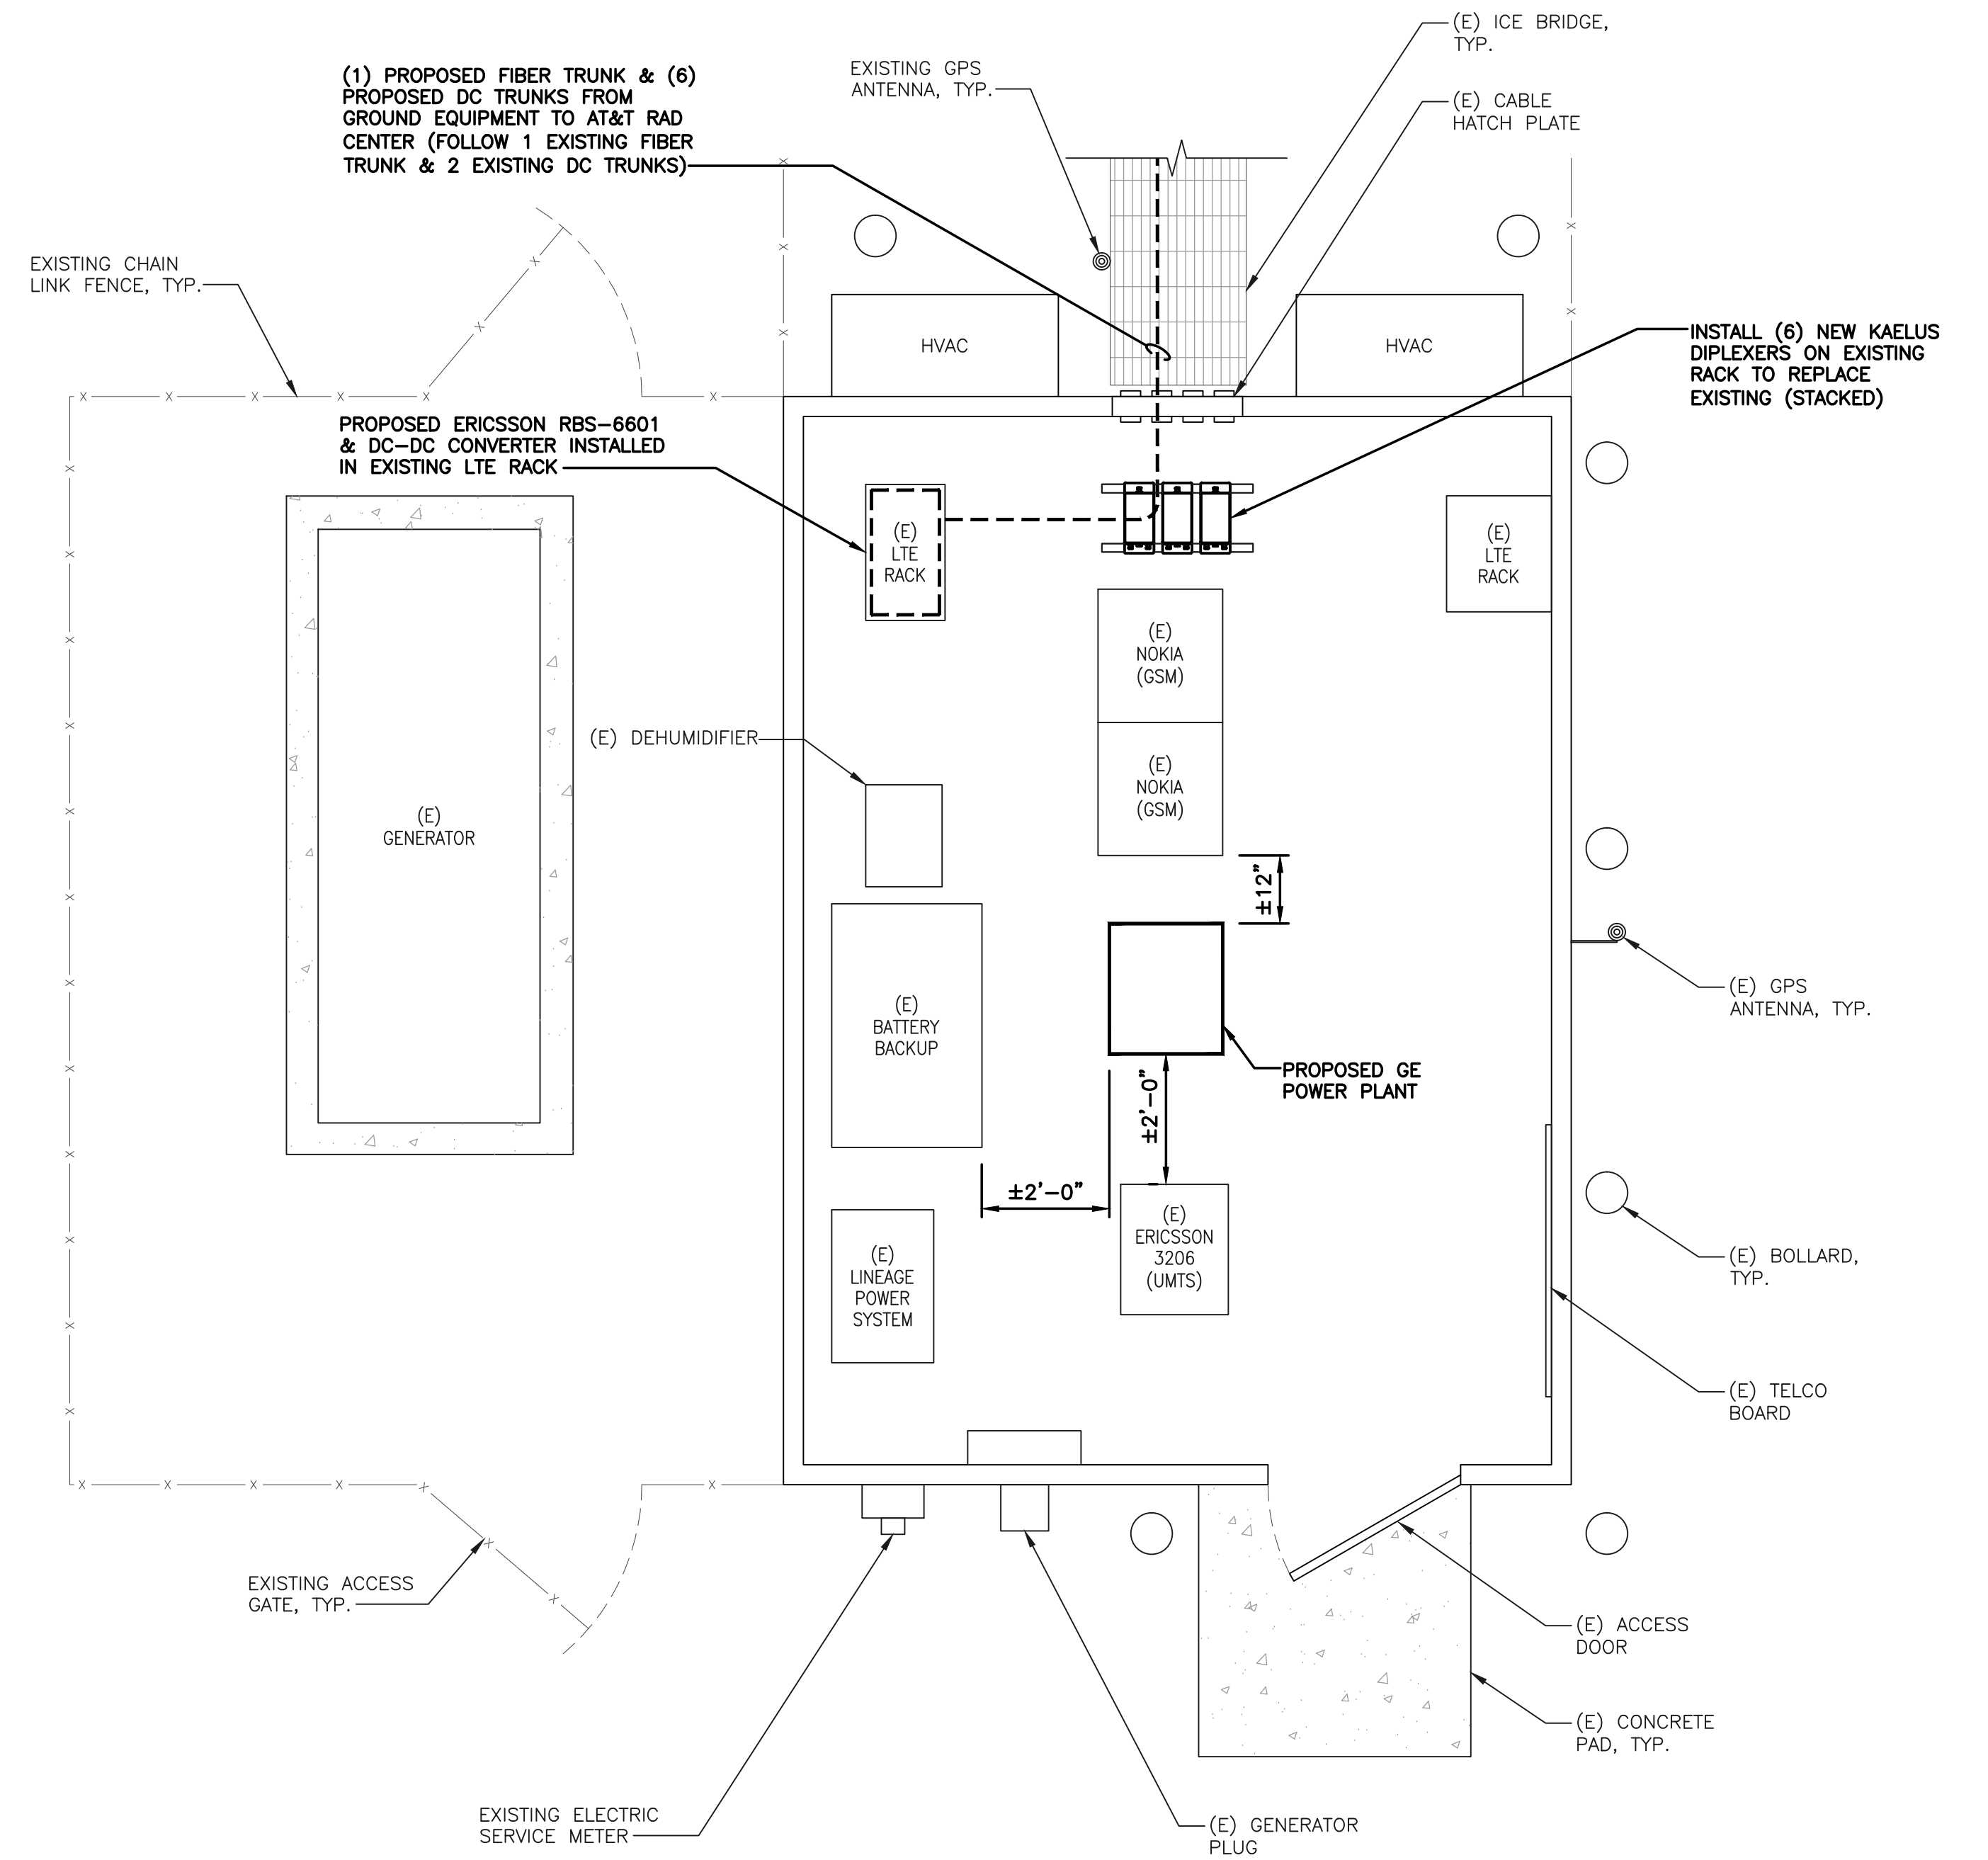 (E) ICE BRIDGE,
TYP.
(1) PROPOSED FIBER TRUNK & (6)
PROPOSED DC TRUNKS FROM
GROUND EQUIPMENT TO AT&T RAD
CENTER (FOLLOW 1 EXISTING FIBER
TRUNK & 2 EXISTING DC TRUNKS)
EXISTING GPS
ANTENNA, TYP.
(E) CABLE
HATCH PLATE
EXISTING CHAIN
LINK FENCE, TYP.
HVAC
HVAC
INSTALL (6) NEW KAELUS
DIPLEXERS ON EXISTING
RACK TO REPLACE
EXISTING (STACKED)
PROPOSED ERICSSON RBS-6601
& DC-DC CONVERTER INSTALLED
IN EXISTING LTE RACK
(E)
LTE
RACK
(E)
LTE
RACK
(E)
NOKIA
(GSM)
(E) DEHUMIDIFIER
(E)
NOKIA
(GSM)
(E)
GENERATOR
±12"
(E)
BATTERY
BACKUP
(E) GPS
ANTENNA, TYP.
PROPOSED GE
POWER PLANT
±2'-0"
±2'-0"
(E)
ERICSSON
3206
(UMTS)
(E)
LINEAGE
POWER
SYSTEM
(E) BOLLARD,
TYP.
(E) TELCO
BOARD
EXISTING ACCESS
GATE, TYP.
(E) ACCESS
DOOR
(E) CONCRETE
PAD, TYP.
EXISTING ELECTRIC
SERVICE METER
(E) GENERATOR
PLUG